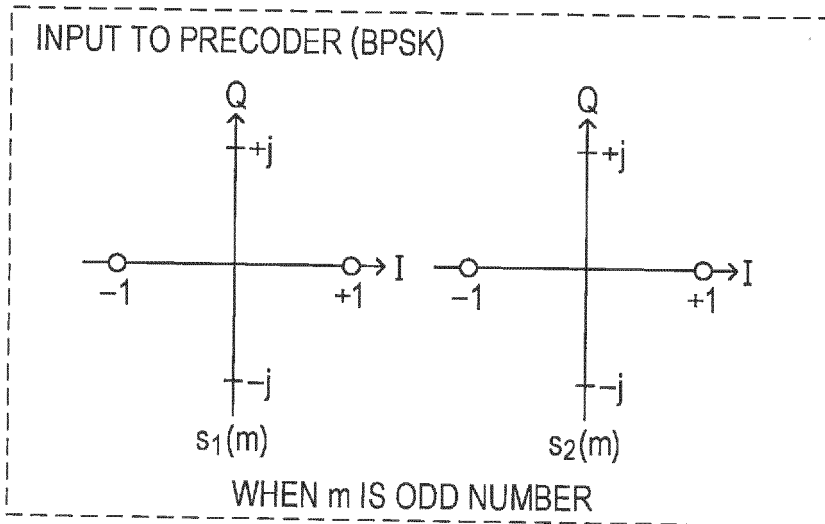 INPUT TO PRECODER (BPSK)
Q
Q
+j
+j
I
I
–1
+1
–1
+1
–j
–j
s1(m)
s2(m)
WHEN m IS ODD NUMBER